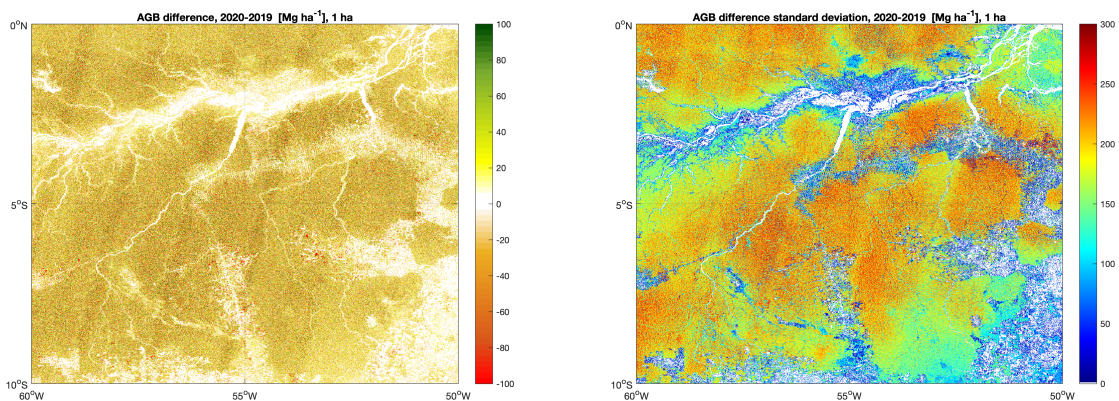 AGB difference, 2020-2019 [Mg ha⁻¹], 1 ha
0°N
5°S
10°S
60°W
55°W
50°W
100
80
60
40
20
0
-20
-40
-60
-80
-100
AGB difference standard deviation, 2020-2019 [Mg ha⁻¹], 1 ha
0°N
5°S
10°S
60°W
55°W
50°W
300
250
200
150
100
50
0